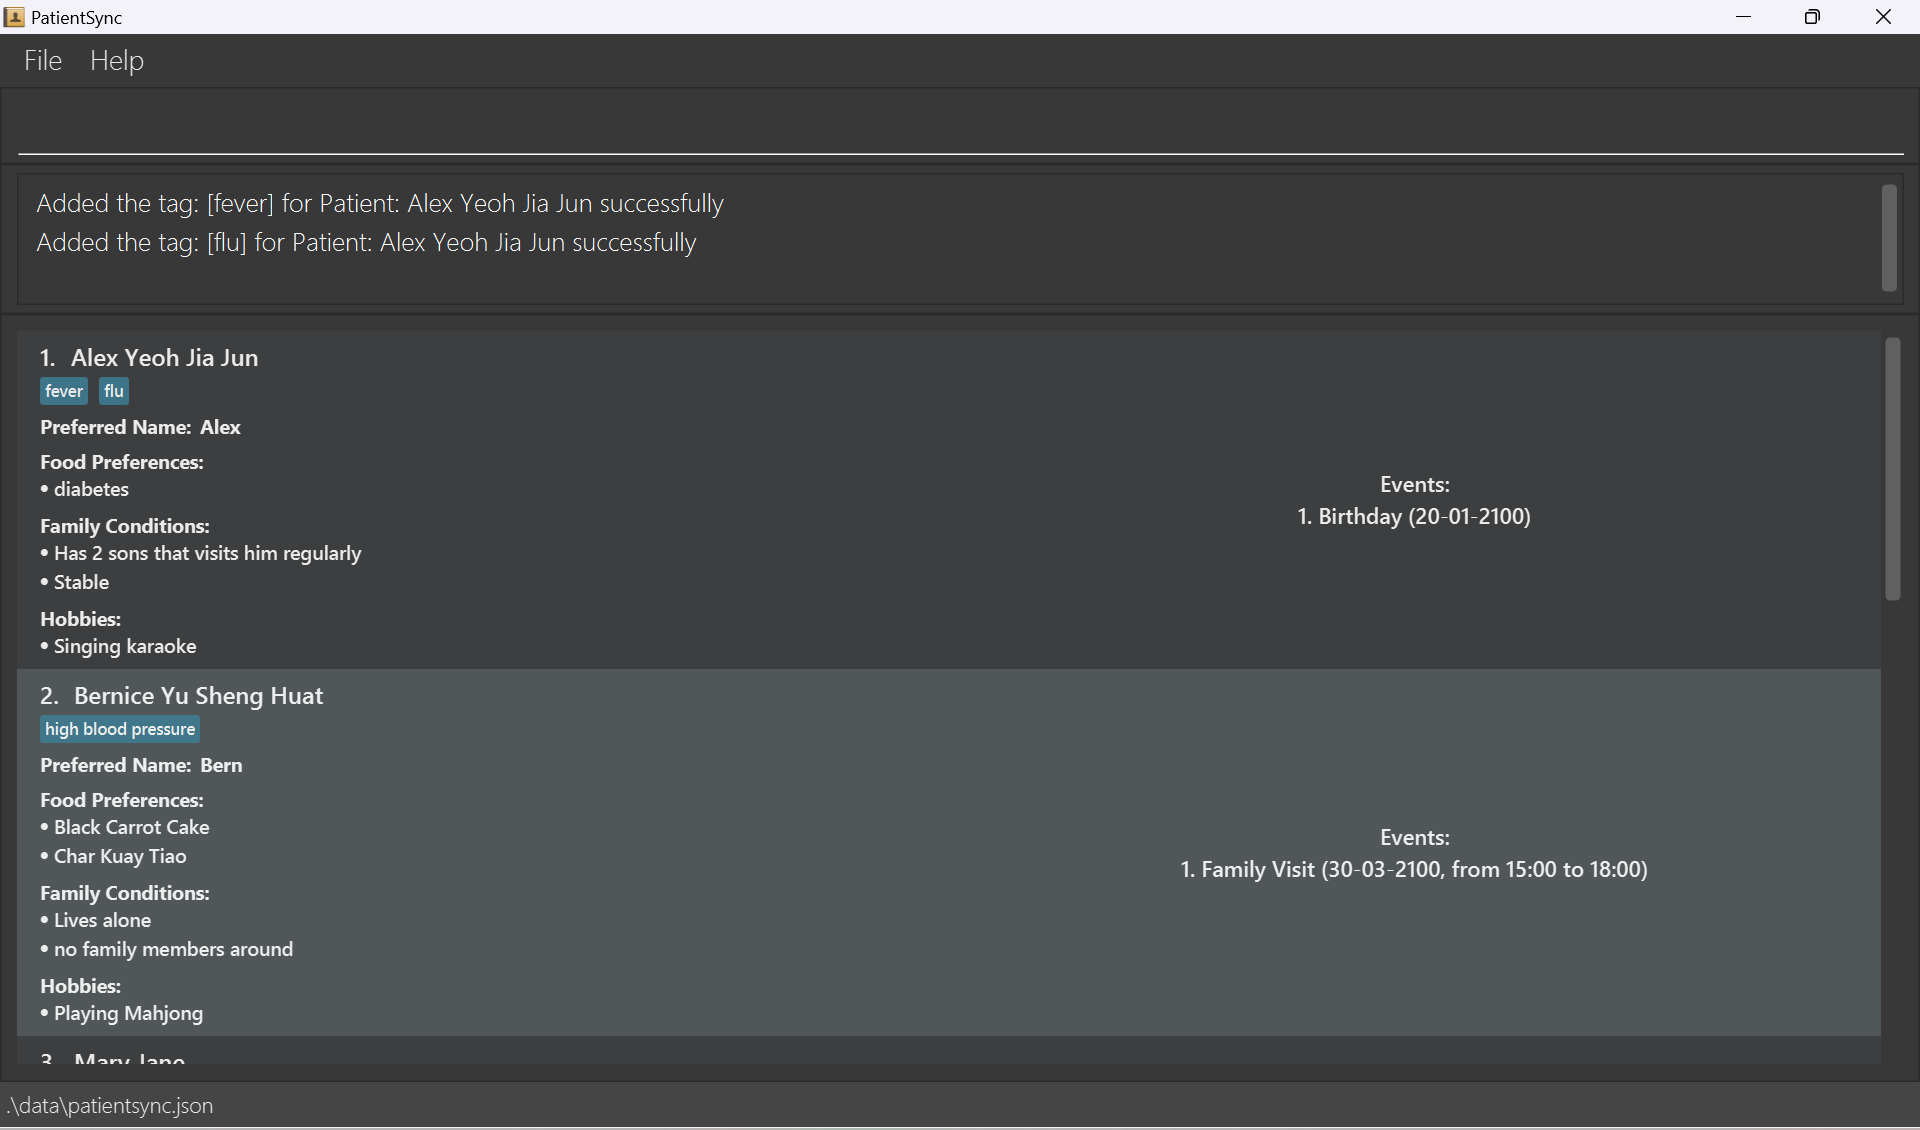 PatientSync
File Help
Added the tag: [fever] for Patient: Alex Yeoh Jia Jun successfully
Added the tag: [flu] for Patient: Alex Yeoh Jia Jun successfully
1. Alex Yeoh Jia Jun
fever flu
Preferred Name: Alex
Food Preferences:
• diabetes
Family Conditions:
• Has 2 sons that visits him regularly
• Stable
Hobbies:
• Singing karaoke
Events:
1. Birthday (20-01-2100)
2. Bernice Yu Sheng Huat
high blood pressure
Preferred Name: Bern
Food Preferences:
• Black Carrot Cake
• Char Kuay Tiao
Family Conditions:
• Lives alone
• no family members around
Hobbies:
• Playing Mahjong
Events:
1. Family Visit (30-03-2100, from 15:00 to 18:00)
3. Mary Jane
.\data\patientsync.json